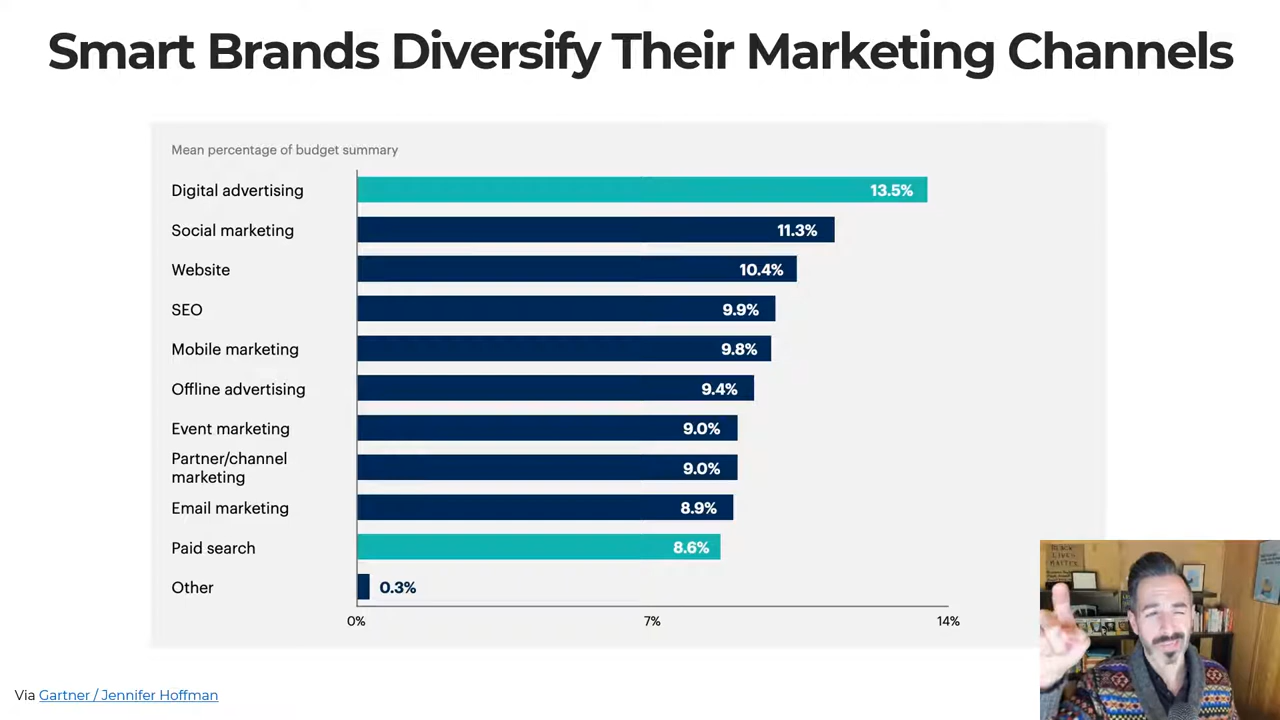 Smart Brands Diversify Their Marketing Channels
Mean percentage of budget summary
Digital advertising 13.5%
Social marketing 11.3%
Website 10.4%
SEO 9.9%
Mobile marketing 9.8%
Offline advertising 9.4%
Event marketing 9.0%
Partner/channel
marketing 9.0%
Email marketing 8.9%
Paid search 8.6%
Other 0.3%
0% 7% 14%
BLACK
LIVES
MATTER
Via Gartner / Jennifer Hoffman